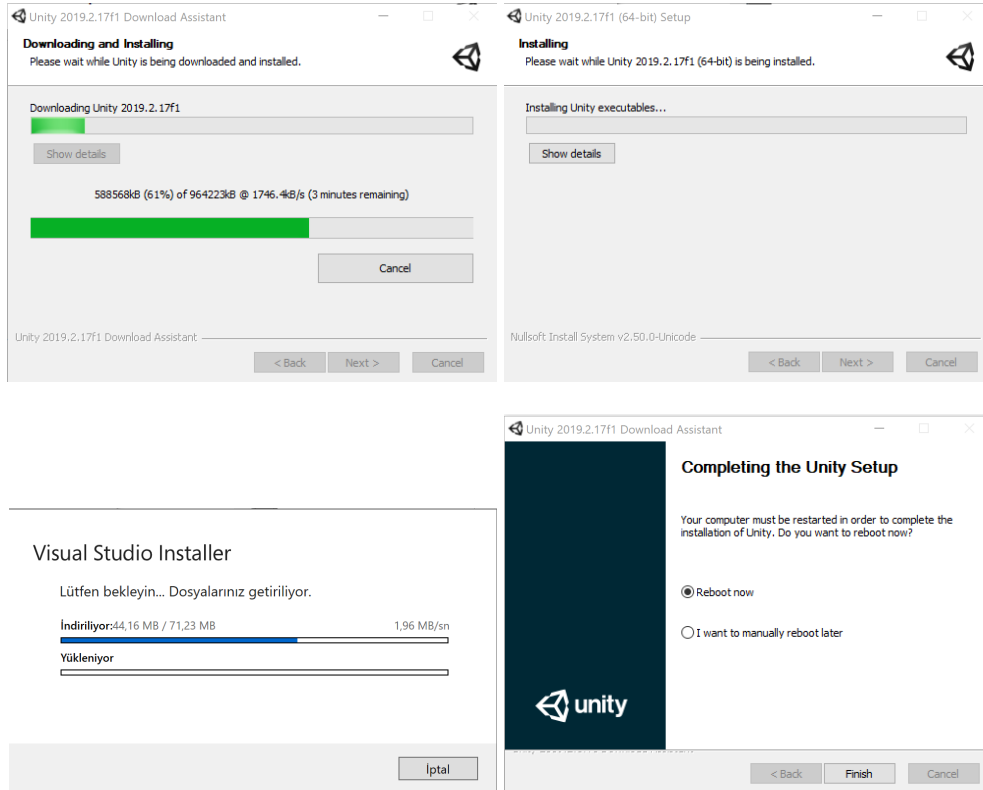 Unity 2019.2.17f1 Download Assistant
Downloading and Installing
Please wait while Unity is being downloaded and installed.
Downloading Unity 2019.2.17f1
Show details
588568kB (61%) of 964223kB @ 1746.4kB/s (3 minutes remaining)
Cancel
Unity 2019.2.17f1 Download Assistant
< Back Next > Cancel
Unity 2019.2.17f1 (64-bit) Setup
Installing
Please wait while Unity 2019.2.17f1 (64-bit) is being installed.
Installing Unity executables...
Show details
Nullsoft Install System v2.50.0-Unicode
< Back Next > Cancel
Visual Studio Installer
Lütfen bekleyin... Dosyalarınız getiriliyor.
İndiriliyor:44,16 MB / 71,23 MB 1,96 MB/sn
Yükleniyor
İptal
Unity 2019.2.17f1 Download Assistant
Completing the Unity Setup
Your computer must be restarted in order to complete the
installation of Unity. Do you want to reboot now?
Reboot now
I want to manually reboot later
unity
< Back Finish Cancel